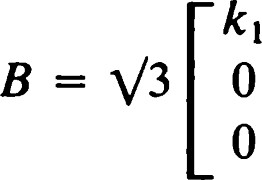 k₁
B = √3 [ 0
0